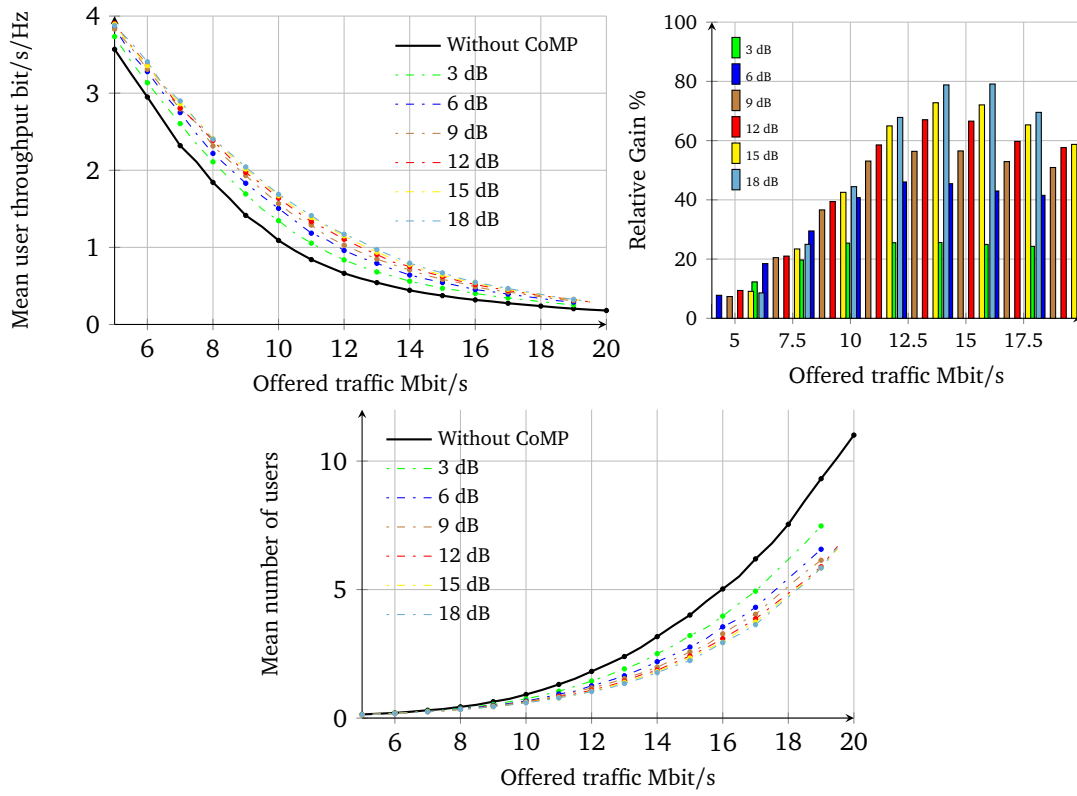 Mean user throughput bit/s/Hz
4
3
2
1
0
6 8 10 12 14 16 18 20
Offered traffic Mbit/s
Without CoMP
3 dB
6 dB
9 dB
12 dB
15 dB
18 dB
Relative Gain %
100
80
60
40
20
0
5 7.5 10 12.5 15 17.5
Offered traffic Mbit/s
3 dB
6 dB
9 dB
12 dB
15 dB
18 dB
Mean number of users
10
5
0
6 8 10 12 14 16 18 20
Offered traffic Mbit/s
Without CoMP
3 dB
6 dB
9 dB
12 dB
15 dB
18 dB